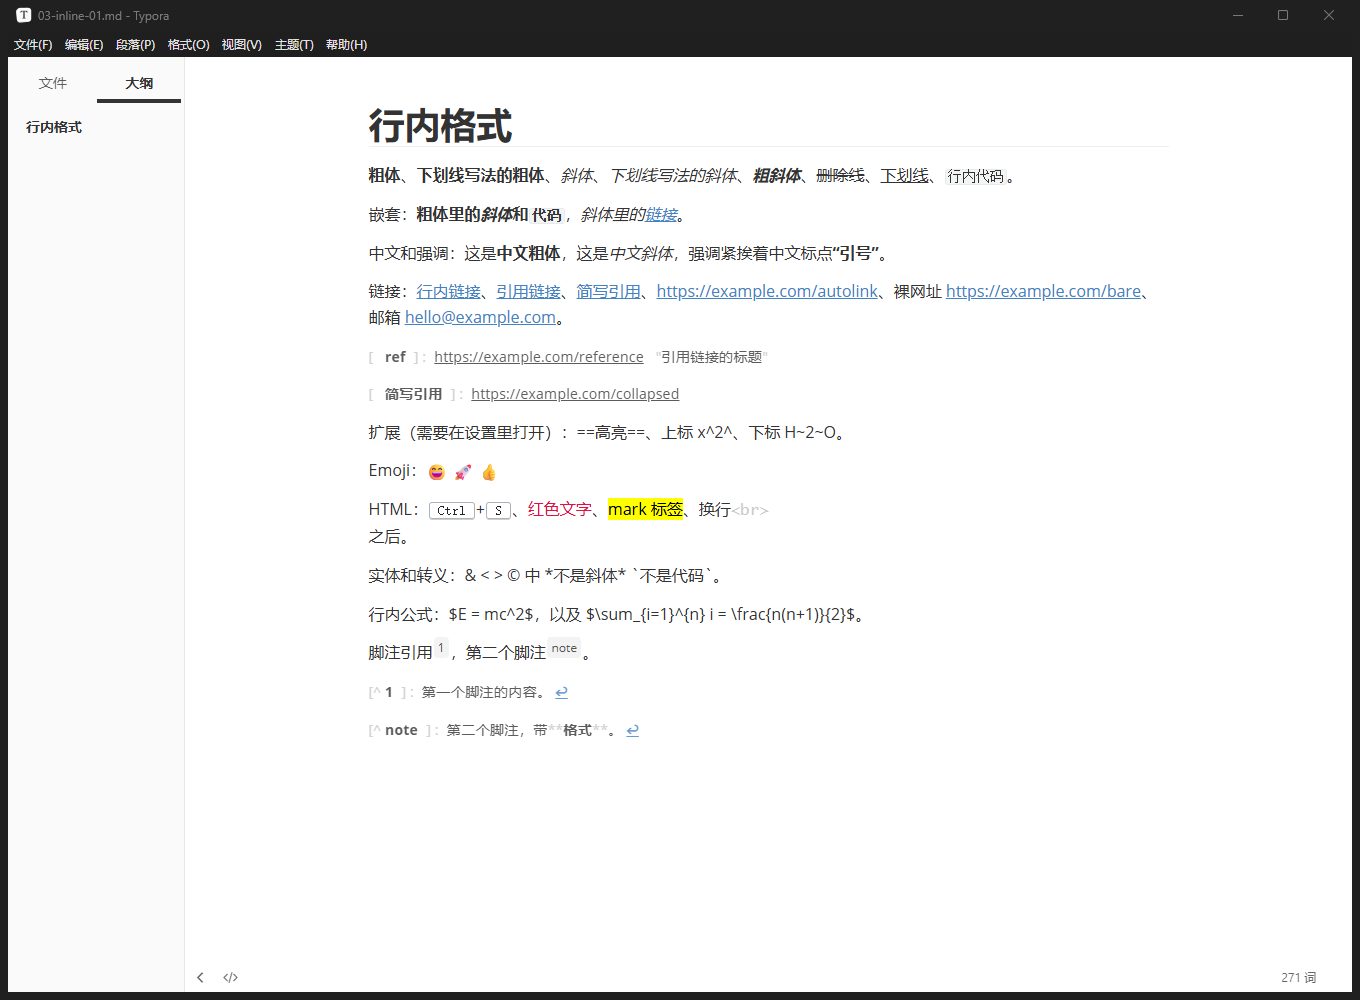 03-inline-01.md - Typora
文件(F) 编辑(E) 段落(P) 格式(O) 视图(V) 主题(T) 帮助(H)
文件 大纲
行内格式
行内格式
粗体、下划线写法的粗体、斜体、下划线写法的斜体、粗斜体、删除线、下划线、行内代码。
嵌套：粗体里的斜体和代码，斜体里的链接。
中文和强调：这是中文粗体，这是中文斜体，强调紧挨着中文标点“引号”。
链接：行内链接、引用链接、简写引用、https://example.com/autolink、裸网址 https://example.com/bare、
邮箱 hello@example.com。
[ ref ]: https://example.com/reference "引用链接的标题"
[ 简写引用 ]: https://example.com/collapsed
扩展（需要在设置里打开）：==高亮==、上标 x^2^、下标 H~2~O。
Emoji：😄 🚀 👍
HTML：Ctrl+S、红色文字、mark 标签、换行<br>
之后。
实体和转义：& < > © 中 *不是斜体* `不是代码`。
行内公式：$E = mc^2$，以及 $\sum_{i=1}^{n} i = \frac{n(n+1)}{2}$。
脚注引用1，第二个脚注note。
[^ 1 ]: 第一个脚注的内容。 ↩
[^ note ]: 第二个脚注，带**格式**。 ↩
</> 271 词